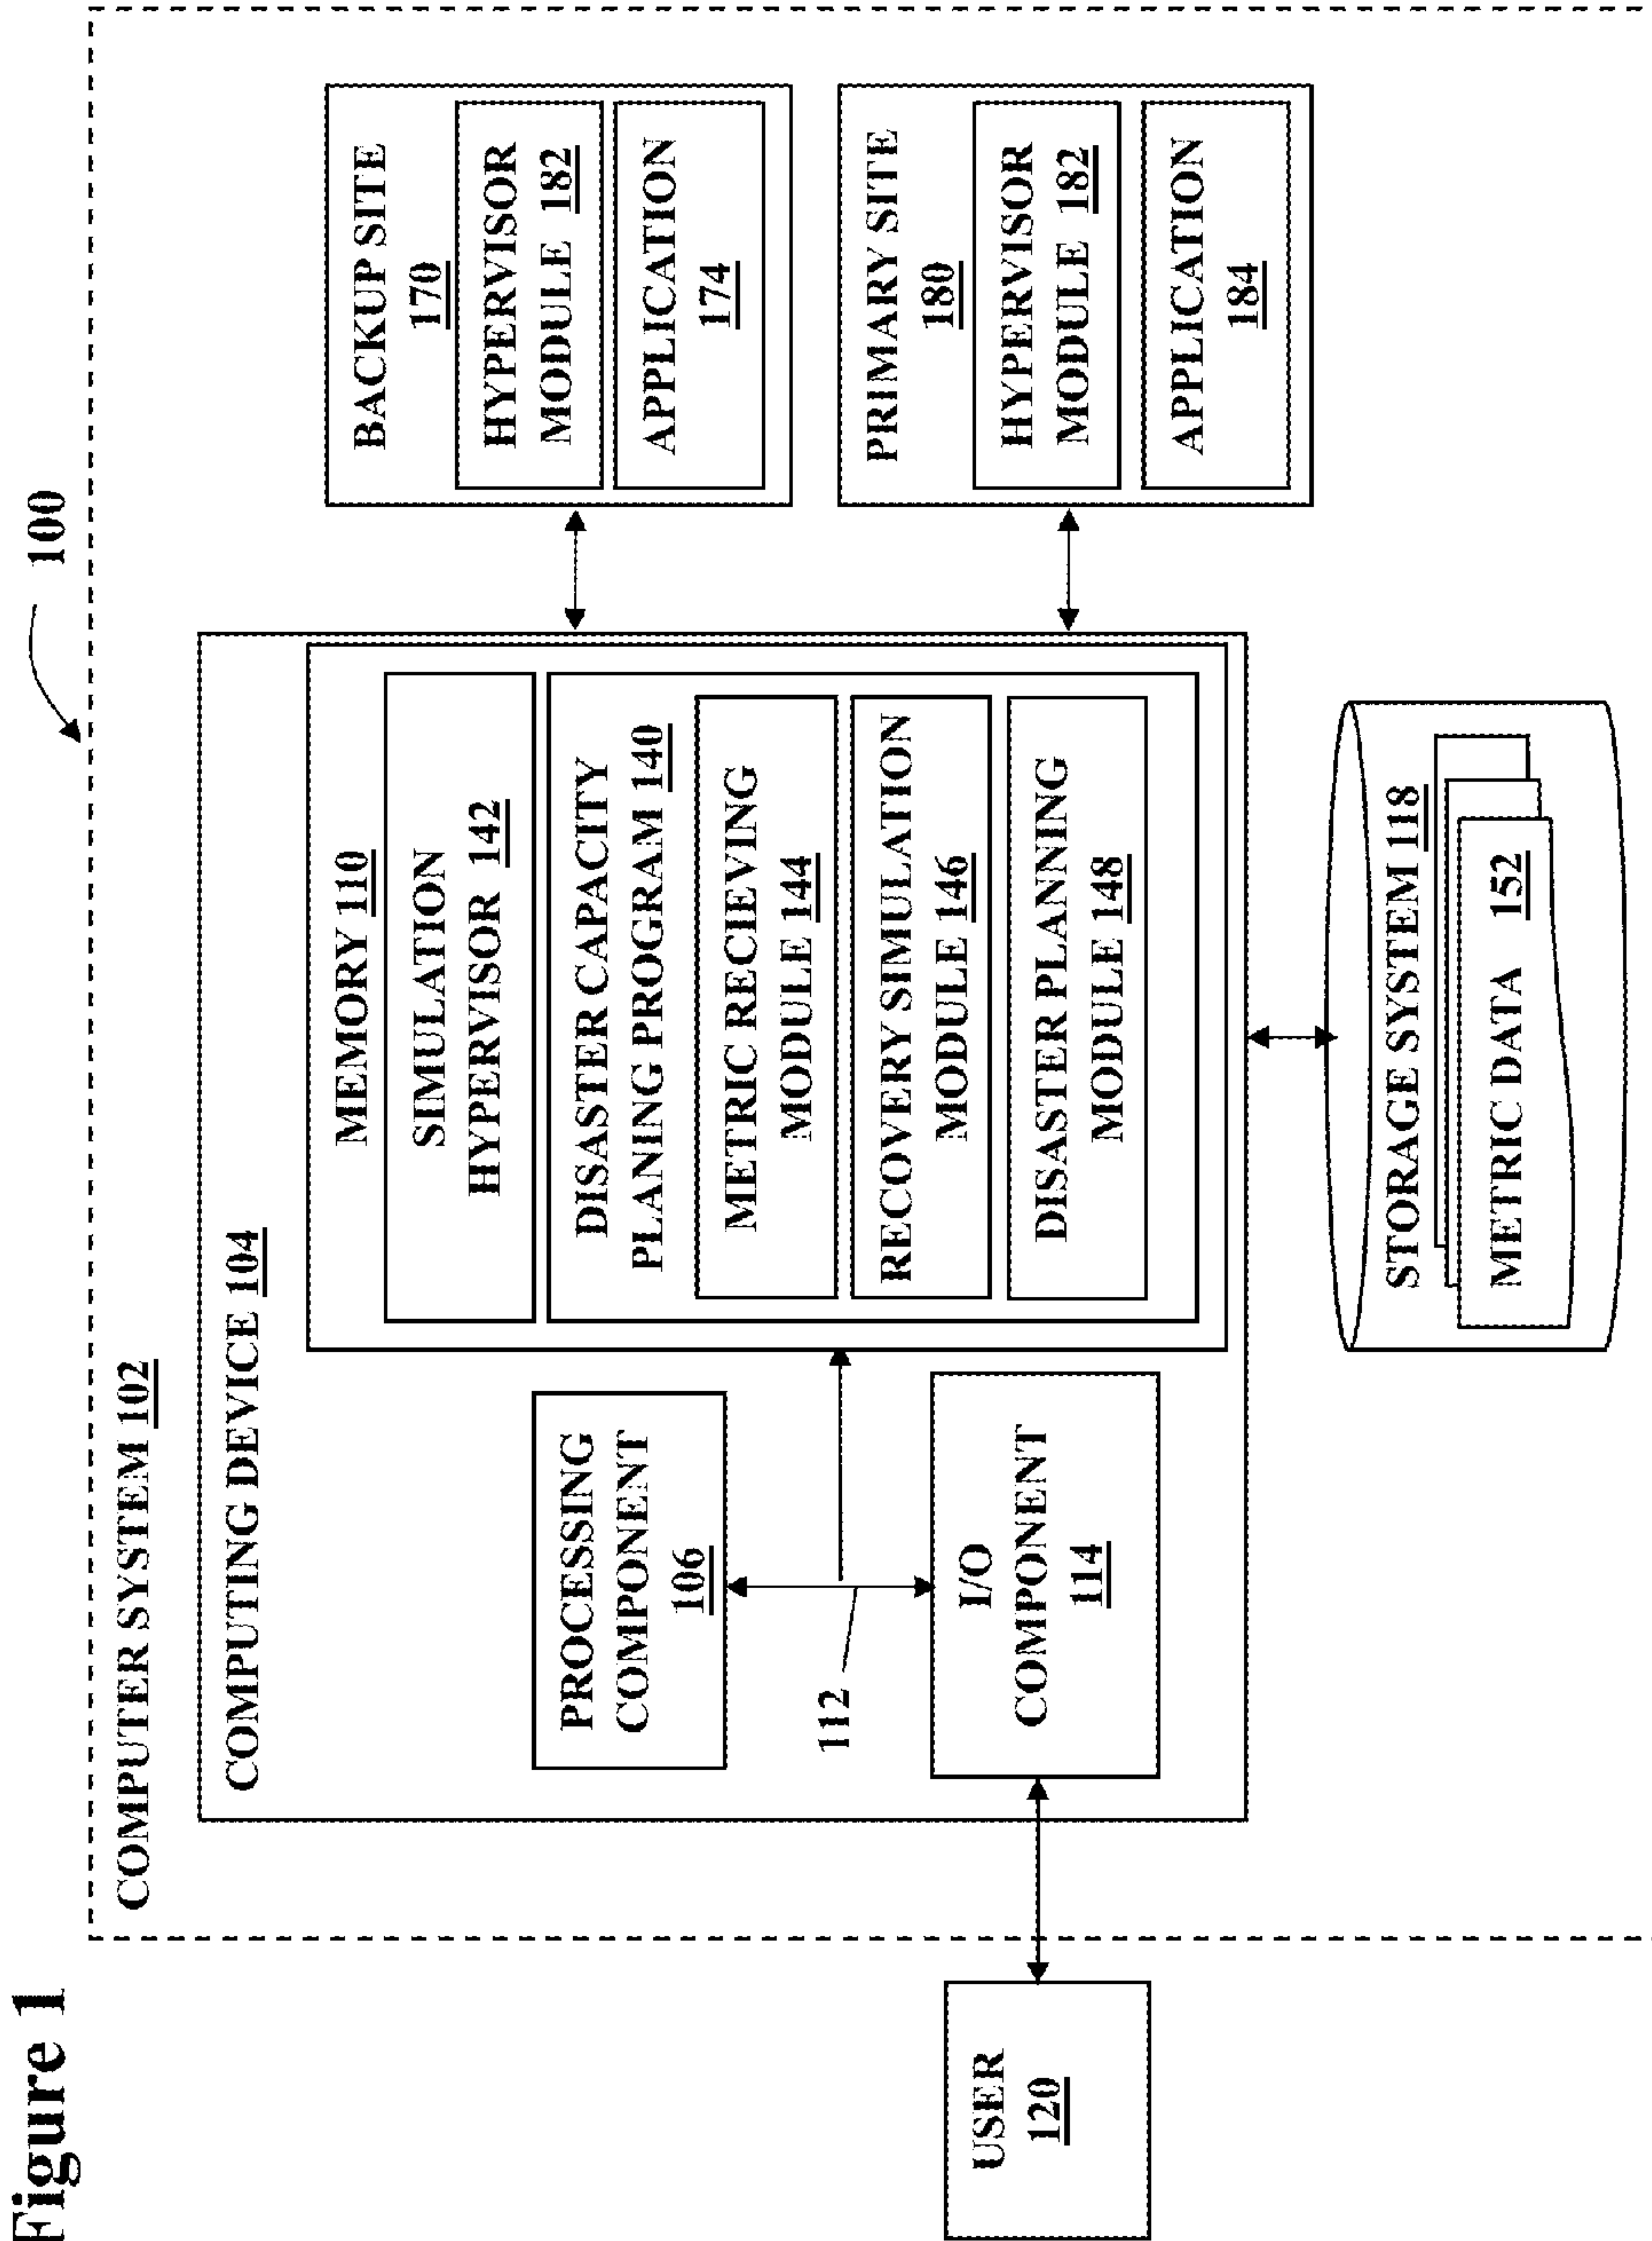 Figure 1
100
COMPUTER SYSTEM 102
COMPUTING DEVICE 104
PROCESSING
COMPONENT
106
112
I/O
COMPONENT
114
USER
120
MEMORY 110
SIMULATION
HYPERVISOR 142
DISASTER CAPACITY
PLANING PROGRAM 140
METRIC RECIEVING
MODULE 144
RECOVERY SIMULATION
MODULE 146
DISASTER PLANNING
MODULE 148
STORAGE SYSTEM 118
METRIC DATA 152
BACKUP SITE
170
HYPERVISOR
MODULE 182
APPLICATION
174
PRIMARY SITE
180
HYPERVISOR
MODULE 182
APPLICATION
184